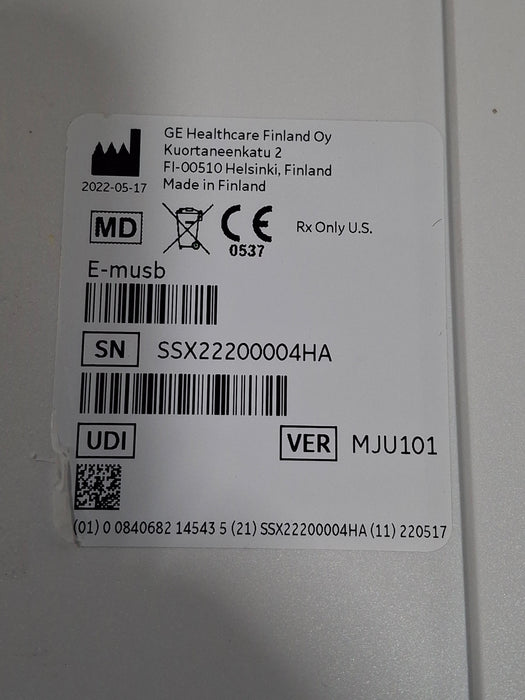 GE Healthcare Finland Oy
Kuortaneenkatu 2
FI-00510 Helsinki, Finland
2022-05-17 Made in Finland
MD CE 0537 Rx Only U.S.
E-musb
SN SSX22200004HA
UDI VER MJU101
(01) 0 0840682 14543 5 (21) SSX22200004HA (11) 220517